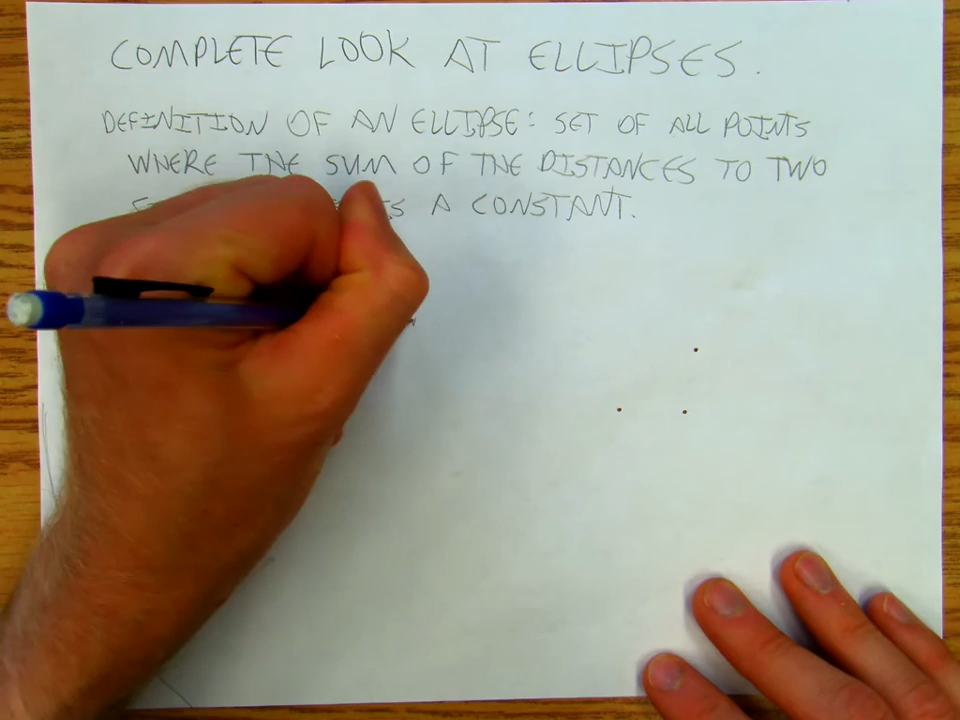 COMPLETE LOOK AT ELLIPSES.
DEFINITION OF AN ELLIPSE: SET OF ALL POINTS
WHERE THE SUM OF THE DISTANCES TO TWO
A CONSTANT.